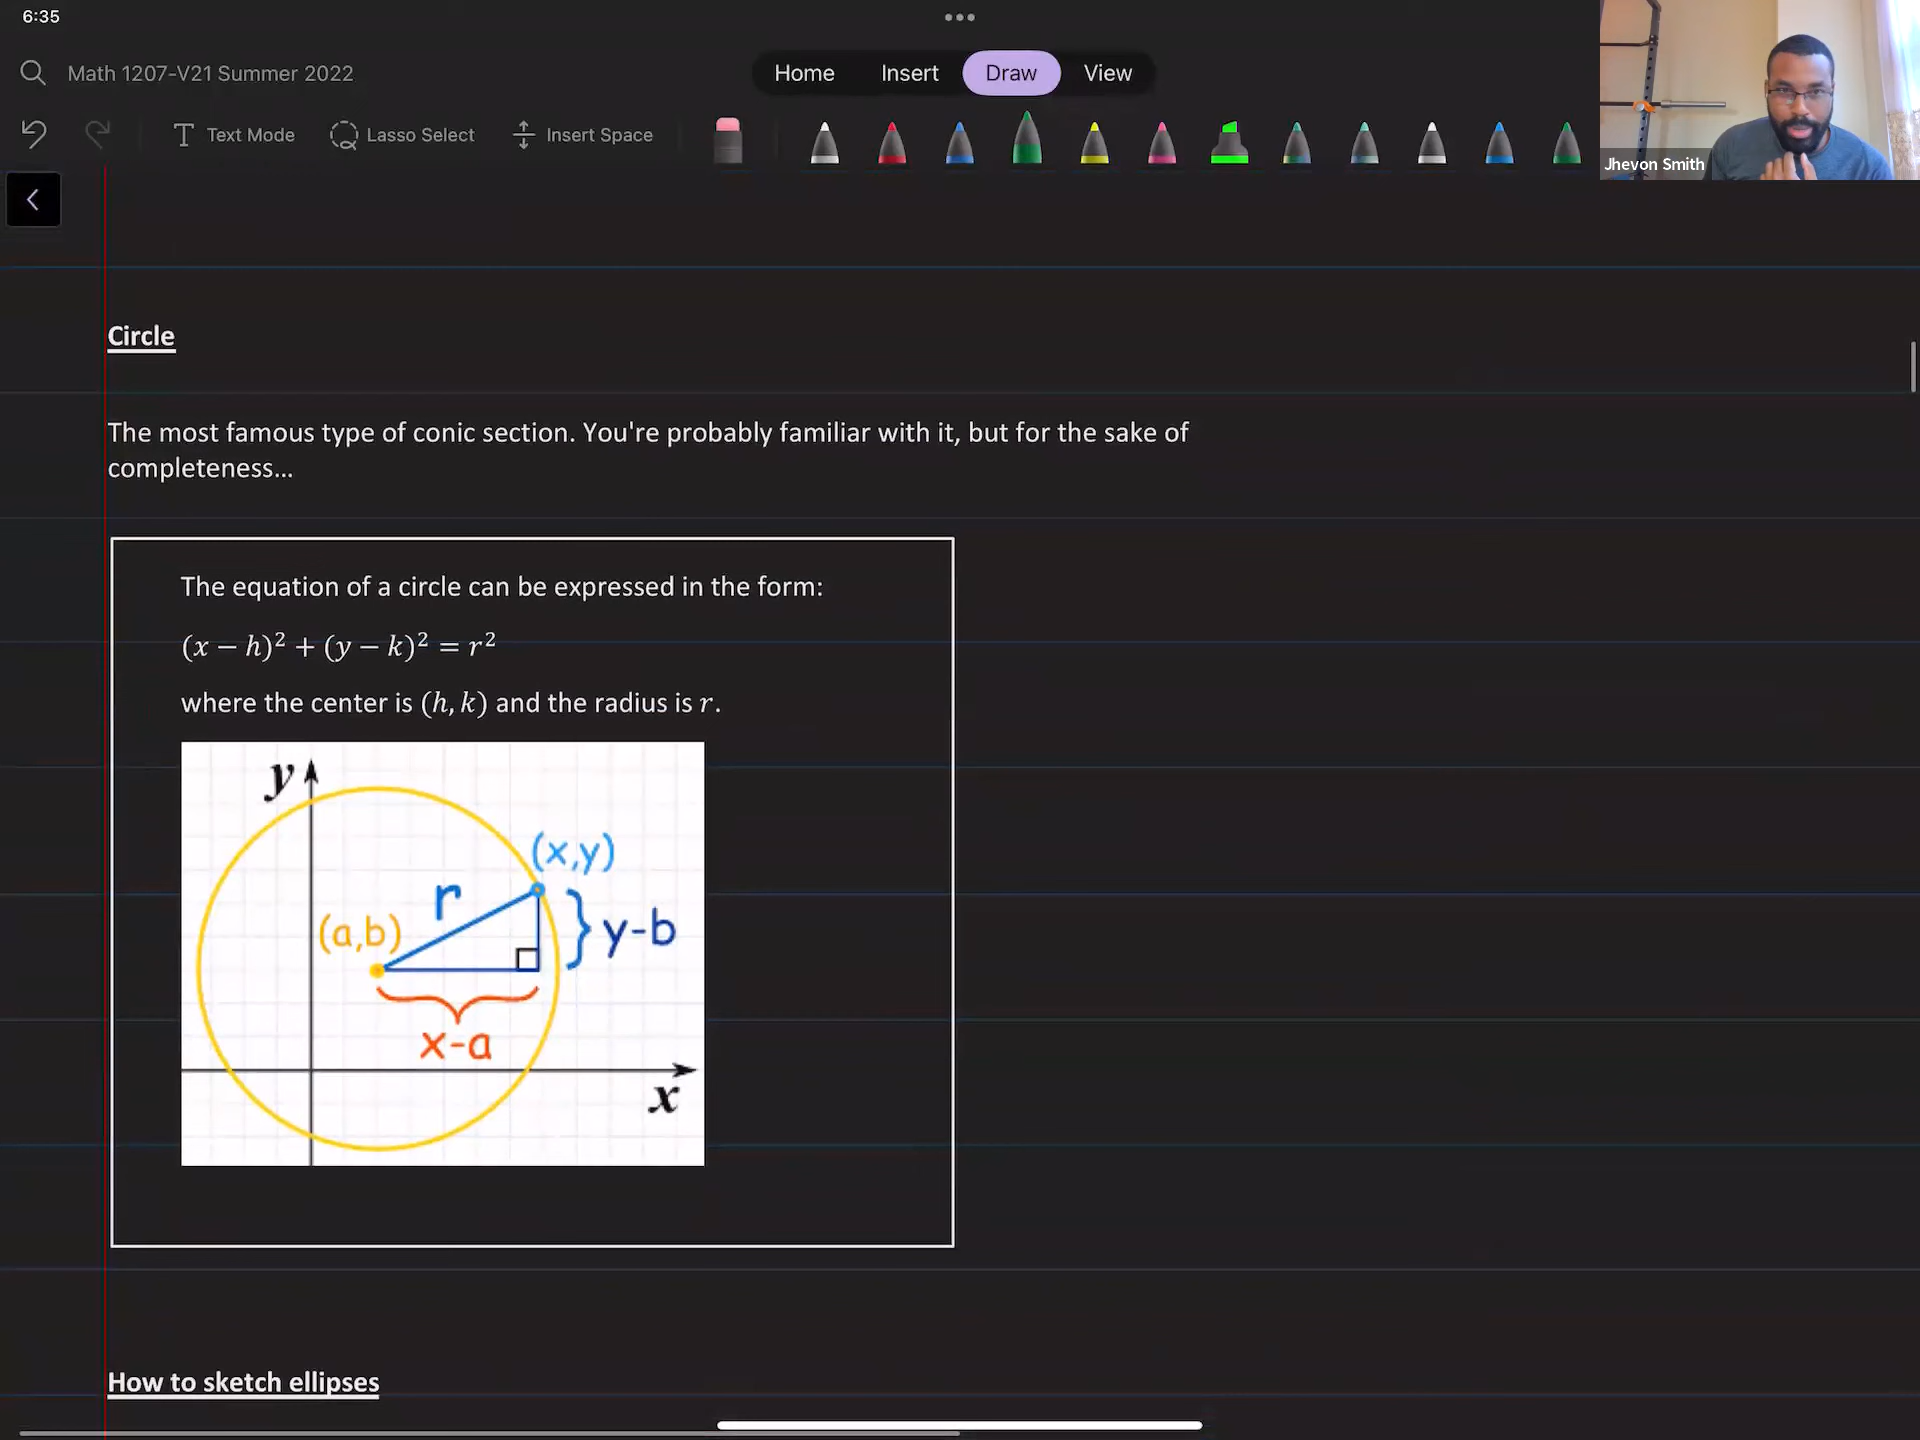 6:35
Math 1207-V21 Summer 2022
Home Insert Draw View
Text Mode Lasso Select Insert Space
Jhevon Smith
Circle
The most famous type of conic section. You're probably familiar with it, but for the sake of
completeness...
The equation of a circle can be expressed in the form:
(x − h)² + (y − k)² = r²
where the center is (h, k) and the radius is r.
y
(x,y)
r
(a,b)
y-b
x-a
x
How to sketch ellipses